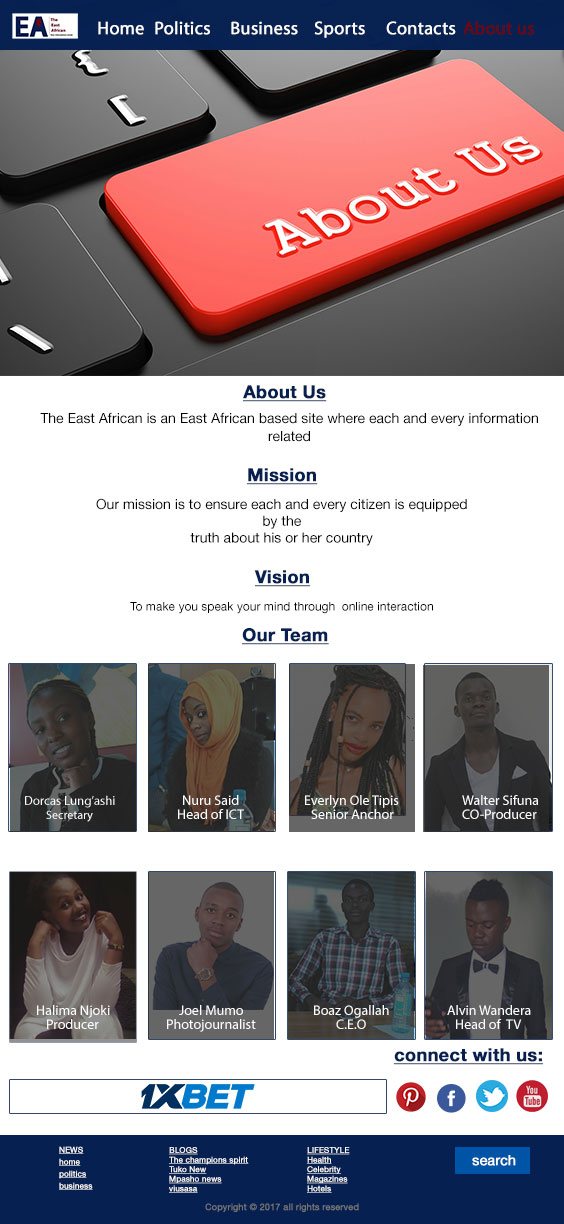 EA
The
East
African
Home Politics Business Sports Contacts About us
About Us
About Us
The East African is an East African based site where each and every information
related
Mission
Our mission is to ensure each and every citizen is equipped
by the
truth about his or her country
Vision
To make you speak your mind through online interaction
Our Team
Dorcas Lung'ashi
Secretary
Nuru Said
Head of ICT
Everlyn Ole Tipis
Senior Anchor
Walter Sifuna
CO-Producer
Halima Njoki
Producer
Joel Mumo
Photojournalist
Boaz Ogallah
C.E.O
Alvin Wandera
Head of TV
connect with us:
1XBET
You
Tube
NEWS
home
politics
business
BLOGS
The champions spirit
Tuko New
Mpasho news
viusasa
LIFESTYLE
Health
Celebrity
Magazines
Hotels
search
Copyright © 2017 all rights reserved